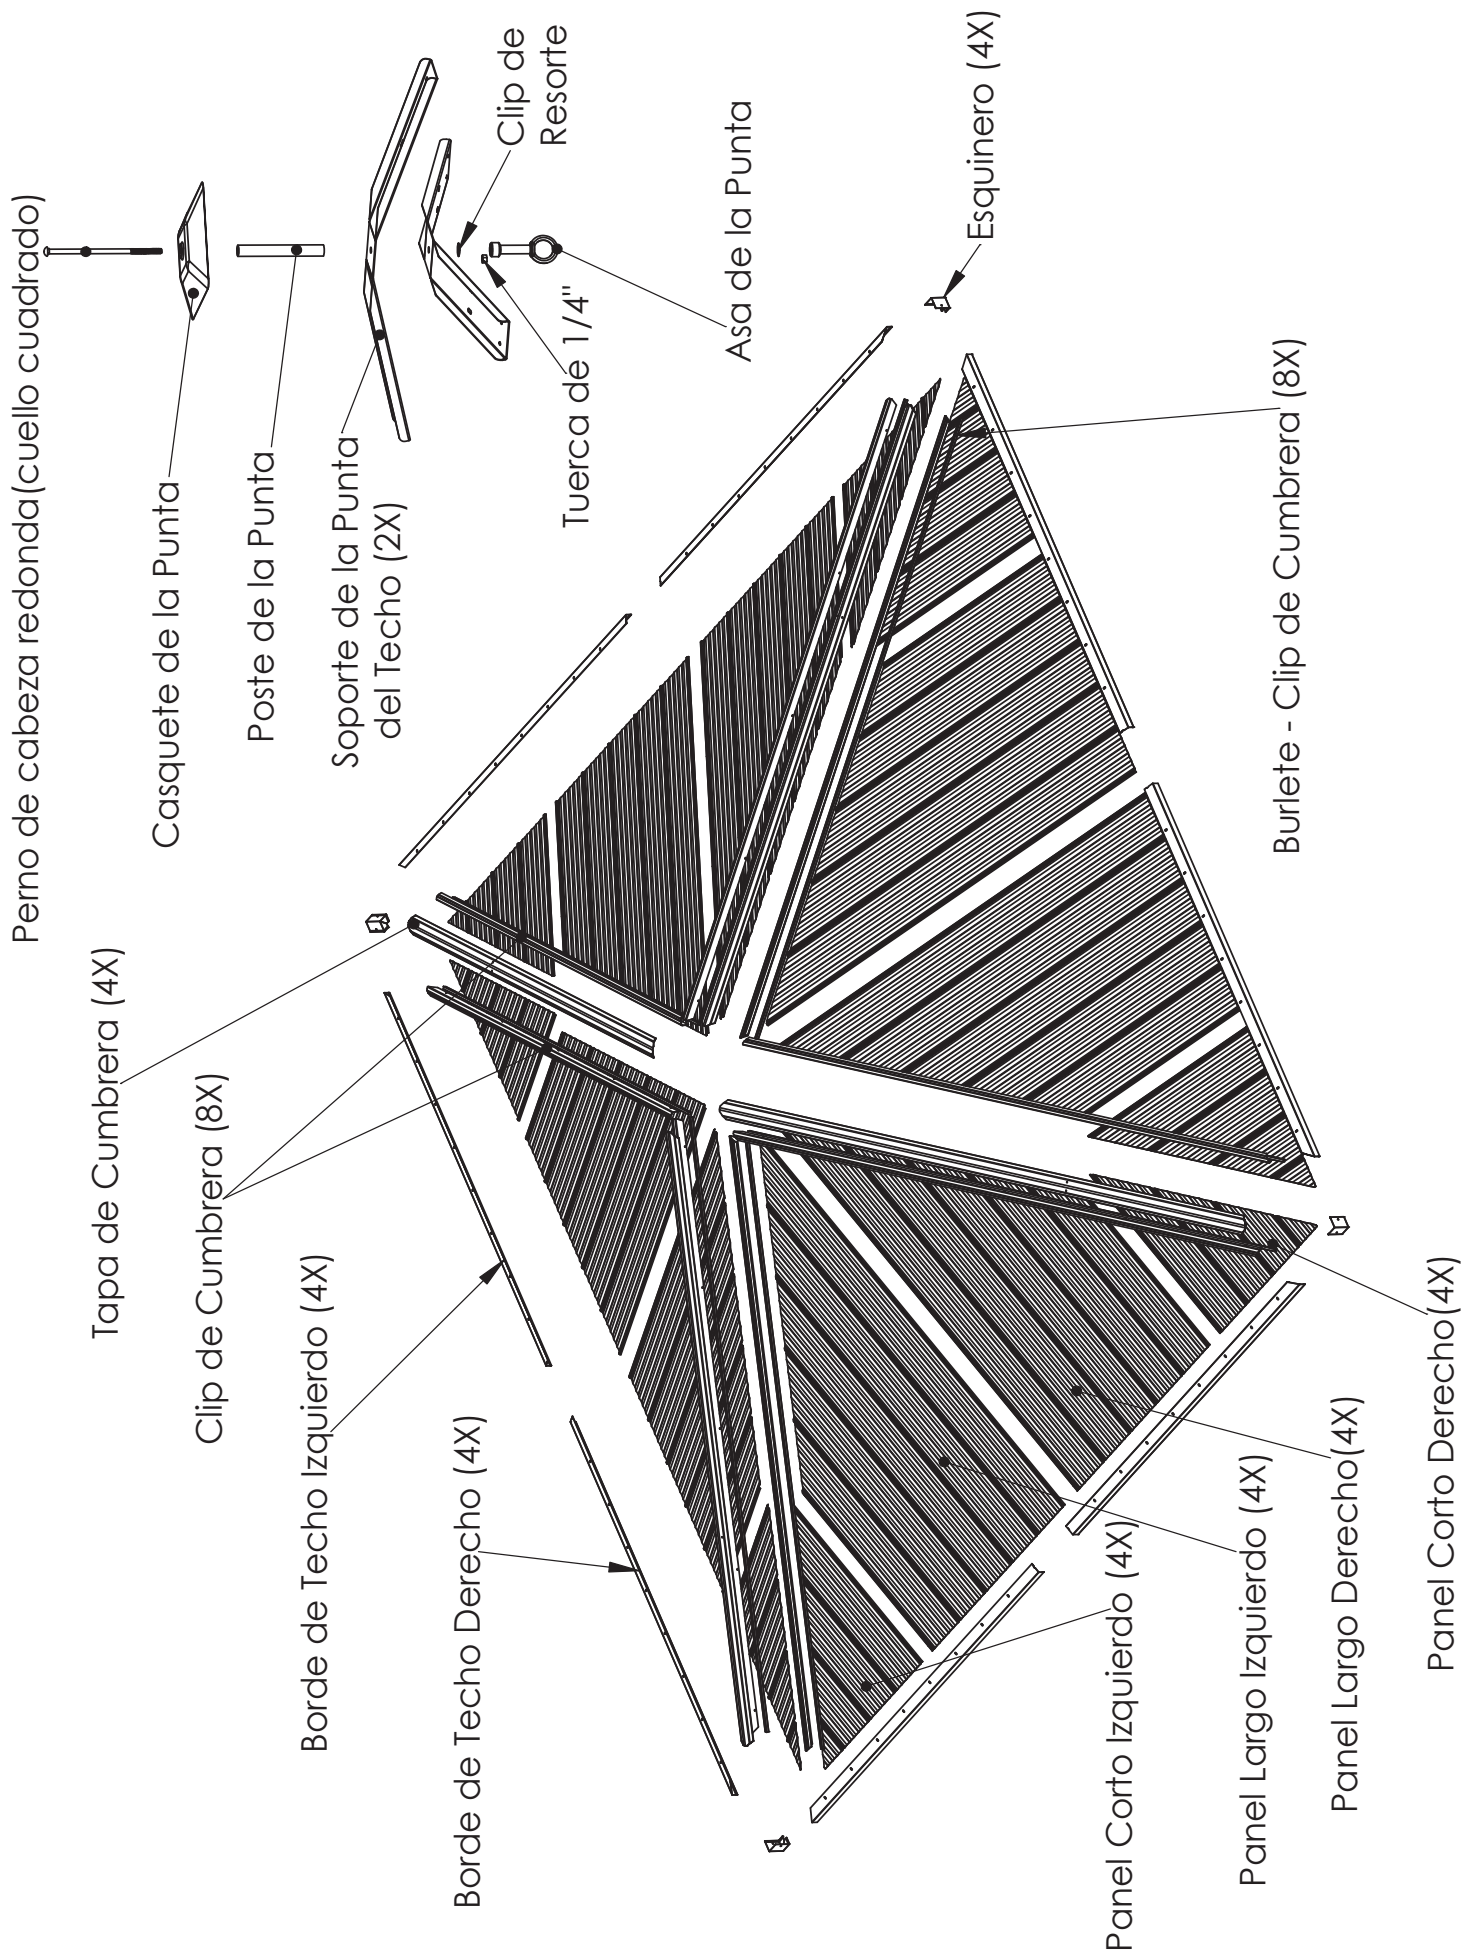 Perno de cabeza redonda(cuello cuadrado)
Casquete de la Punta
Poste de la Punta
Soporte de la Punta
del Techo (2X)
Clip de
Resorte
Tuerca de 1/4"
Asa de la Punta
Esquinero (4X)
Tapa de Cumbrera (4X)
Clip de Cumbrera (8X)
Borde de Techo Izquierdo (4X)
Borde de Techo Derecho (4X)
Burlete - Clip de Cumbrera (8X)
Panel Corto Izquierdo (4X)
Panel Largo Izquierdo (4X)
Panel Largo Derecho(4X)
Panel Corto Derecho(4X)